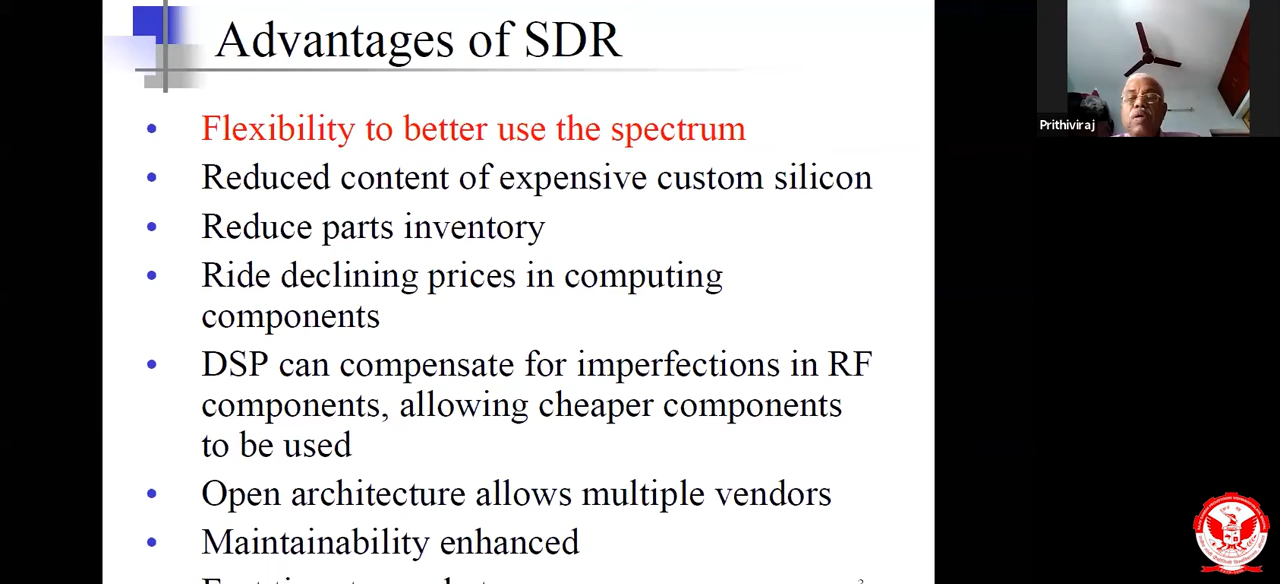 Advantages of SDR
• Flexibility to better use the spectrum
• Reduced content of expensive custom silicon
• Reduce parts inventory
• Ride declining prices in computing
components
• DSP can compensate for imperfections in RF
components, allowing cheaper components
to be used
• Open architecture allows multiple vendors
• Maintainability enhanced
Prithiviraj